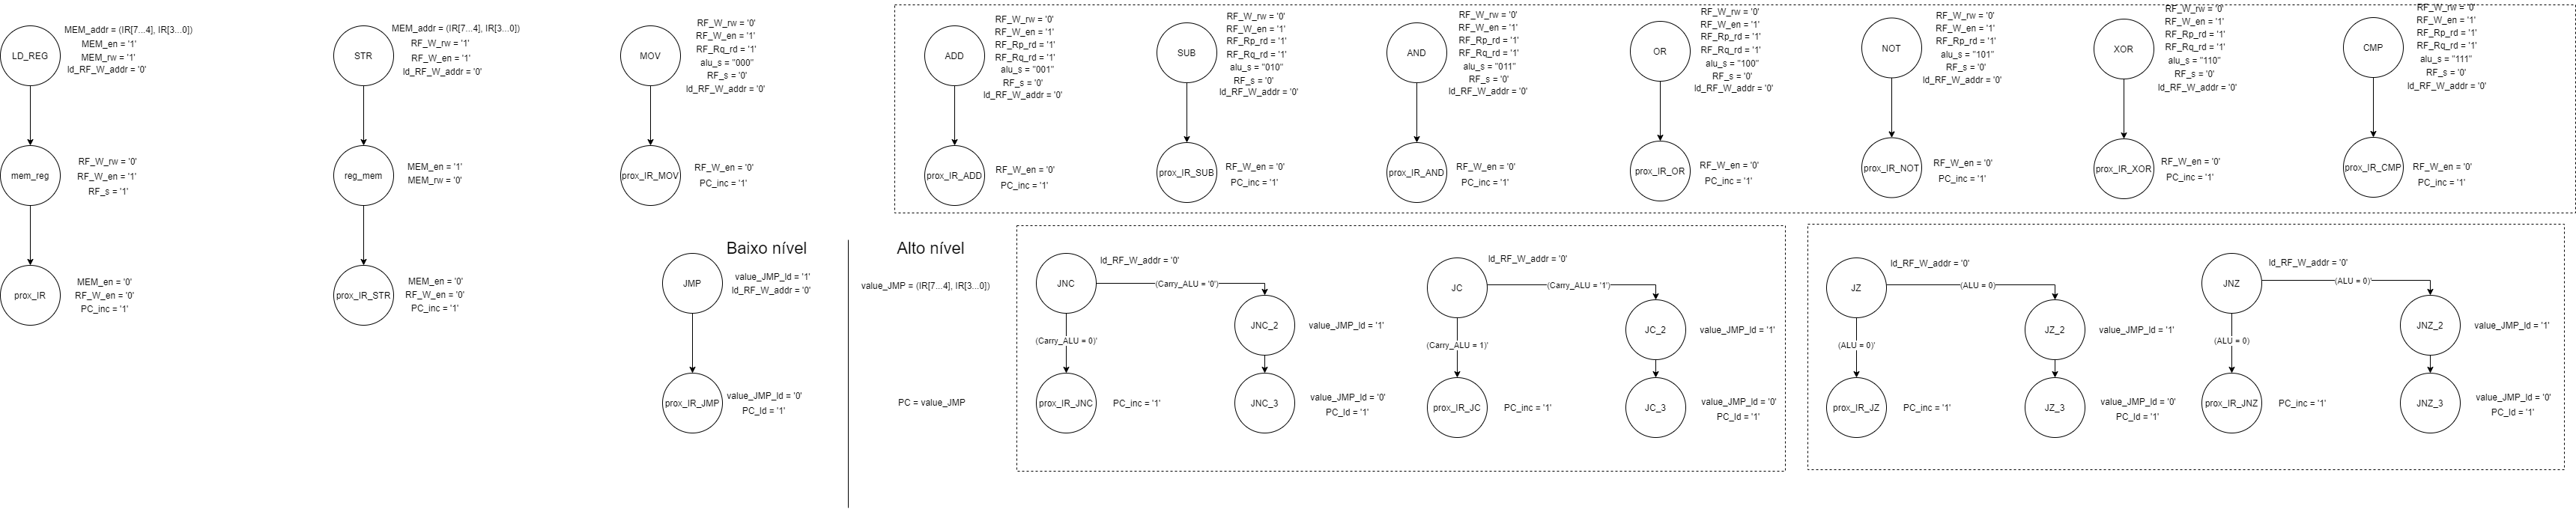 LD_REG
MEM_addr = (IR[7...4], IR[3...0])
MEM_en = '1'
MEM_rw = '1'
ld_RF_W_addr = '0'
mem_reg
RF_W_rw = '0'
RF_W_en = '1'
RF_s = '1'
prox_IR
MEM_en = '0'
RF_W_en = '0'
PC_inc = '1'
STR
MEM_addr = (IR[7...4], IR[3...0])
RF_W_rw = '1'
RF_W_en = '1'
ld_RF_W_addr = '0'
reg_mem
MEM_en = '1'
MEM_rw = '0'
prox_IR_STR
MEM_en = '0'
RF_W_en = '0'
PC_inc = '1'
MOV
RF_W_rw = '0'
RF_W_en = '1'
RF_Rq_rd = '1'
alu_s = "000"
RF_s = '0'
ld_RF_W_addr = '0'
prox_IR_MOV
RF_W_en = '0'
PC_inc = '1'
ADD
RF_W_rw = '0'
RF_W_en = '1'
RF_Rp_rd = '1'
RF_Rq_rd = '1'
alu_s = "001"
RF_s = '0'
ld_RF_W_addr = '0'
prox_IR_ADD
RF_W_en = '0'
PC_inc = '1'
SUB
RF_W_rw = '0'
RF_W_en = '1'
RF_Rp_rd = '1'
RF_Rq_rd = '1'
alu_s = "010"
RF_s = '0'
ld_RF_W_addr = '0'
prox_IR_SUB
RF_W_en = '0'
PC_inc = '1'
AND
RF_W_rw = '0'
RF_W_en = '1'
RF_Rp_rd = '1'
RF_Rq_rd = '1'
alu_s = "011"
RF_s = '0'
ld_RF_W_addr = '0'
prox_IR_AND
RF_W_en = '0'
PC_inc = '1'
OR
RF_W_rw = '0'
RF_W_en = '1'
RF_Rp_rd = '1'
RF_Rq_rd = '1'
alu_s = "100"
RF_s = '0'
ld_RF_W_addr = '0'
prox_IR_OR
RF_W_en = '0'
PC_inc = '1'
NOT
RF_W_rw = '0'
RF_W_en = '1'
RF_Rp_rd = '1'
alu_s = "101"
RF_s = '0'
ld_RF_W_addr = '0'
prox_IR_NOT
RF_W_en = '0'
PC_inc = '1'
XOR
RF_W_rw = '0'
RF_W_en = '1'
RF_Rp_rd = '1'
RF_Rq_rd = '1'
alu_s = "110"
RF_s = '0'
ld_RF_W_addr = '0'
prox_IR_XOR
RF_W_en = '0'
PC_inc = '1'
CMP
RF_W_rw = '0'
RF_W_en = '1'
RF_Rp_rd = '1'
RF_Rq_rd = '1'
alu_s = "111"
RF_s = '0'
ld_RF_W_addr = '0'
prox_IR_CMP
RF_W_en = '0'
PC_inc = '1'
Baixo nível
JMP
value_JMP_ld = '1'
ld_RF_W_addr = '0'
prox_IR_JMP
value_JMP_ld = '0'
PC_ld = '1'
Alto nível
value_JMP = (IR[7...4], IR[3...0])
PC = value_JMP
JNC
ld_RF_W_addr = '0'
(Carry_ALU = '0')
(Carry_ALU = 0)'
JNC_2
value_JMP_ld = '1'
prox_IR_JNC
PC_inc = '1'
JNC_3
value_JMP_ld = '0'
PC_ld = '1'
JC
ld_RF_W_addr = '0'
(Carry_ALU = '1')
(Carry_ALU = 1)'
JC_2
value_JMP_ld = '1'
prox_IR_JC
PC_inc = '1'
JC_3
value_JMP_ld = '0'
PC_ld = '1'
JZ
ld_RF_W_addr = '0'
(ALU = 0)
(ALU = 0)'
JZ_2
value_JMP_ld = '1'
prox_IR_JZ
PC_inc = '1'
JZ_3
value_JMP_ld = '0'
PC_ld = '1'
JNZ
ld_RF_W_addr = '0'
(ALU = 0)'
(ALU = 0)
JNZ_2
value_JMP_ld = '1'
prox_IR_JNZ
PC_inc = '1'
JNZ_3
value_JMP_ld = '0'
PC_ld = '1'